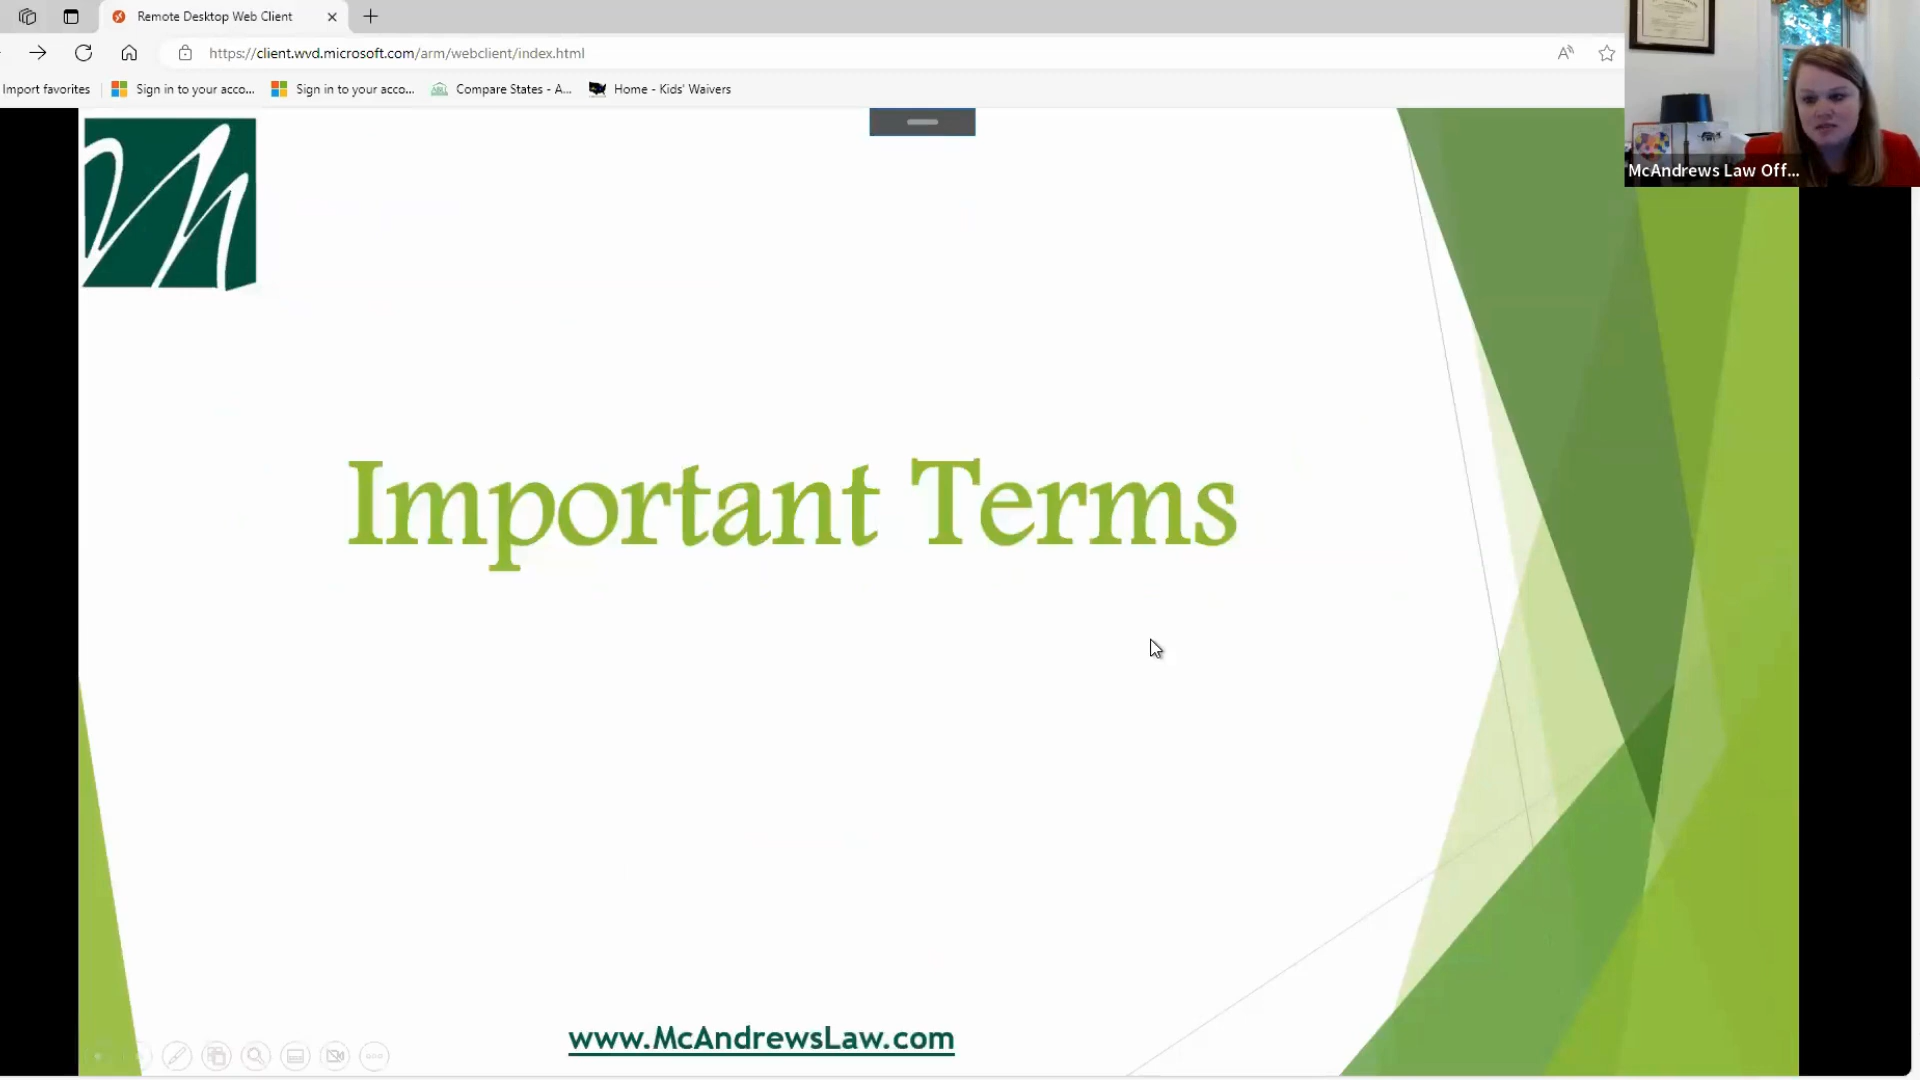 Remote Desktop Web Client
https://client.wvd.microsoft.com/arm/webclient/index.html
Import favorites
Sign in to your acco...
Sign in to your acco...
Compare States - A...
Home - Kids' Waivers
McAndrews Law Off...
M
Important Terms
www.McAndrewsLaw.com